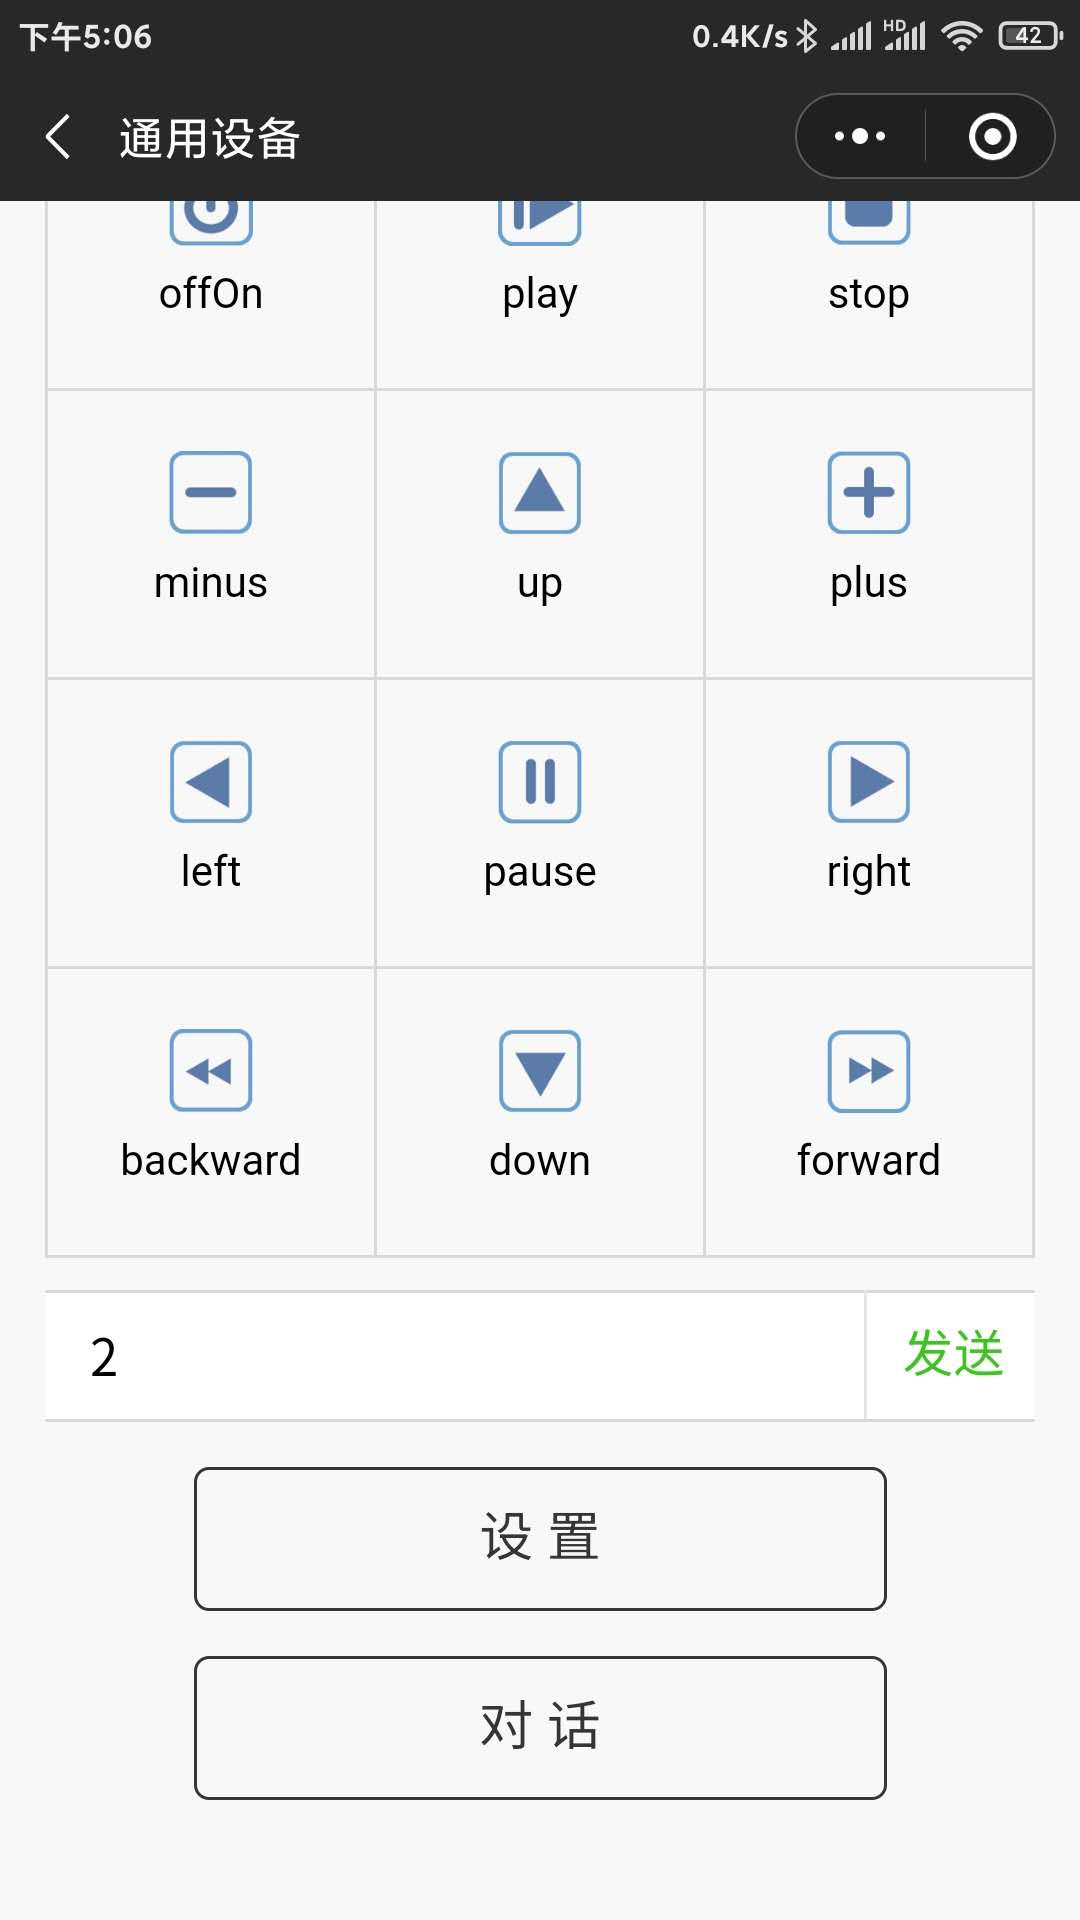 下午5:06 0.4K/s HD 42
通用设备
offOn play stop
minus up plus
left pause right
backward down forward
2 发送
设 置
对 话